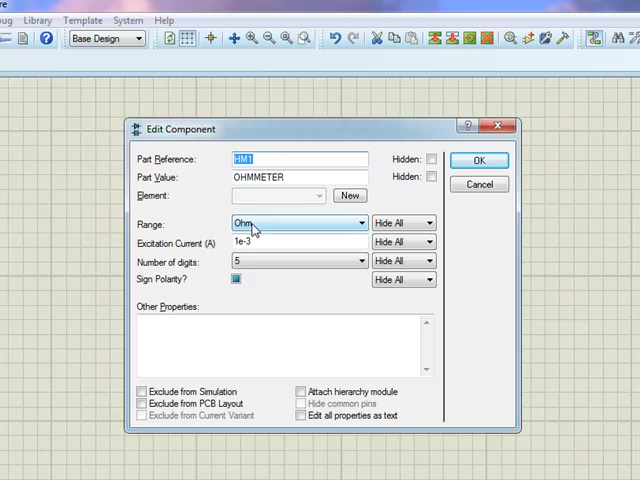 re
ug Library Template System Help
Base Design
Edit Component
Part Reference: HM1 Hidden:
Part Value: OHMMETER Hidden:
Element: New
Range: Ohm Hide All
Excitation Current (A) 1e-3 Hide All
Number of digits: 5 Hide All
Sign Polarity? Hide All
Other Properties:
OK
Cancel
Exclude from Simulation Attach hierarchy module
Exclude from PCB Layout Hide common pins
Exclude from Current Variant Edit all properties as text